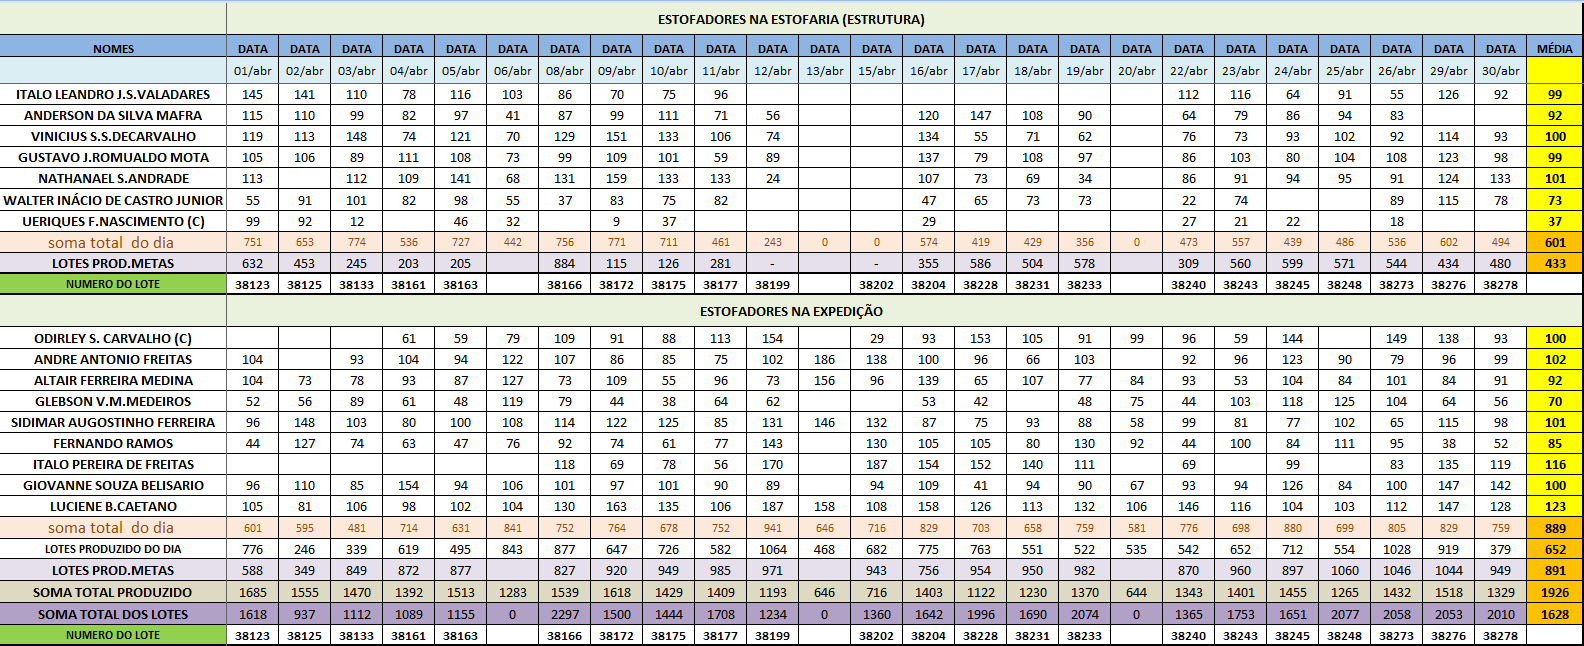 ESTOFADORES NA ESTOFARIA (ESTRUTURA)
NOMES DATA DATA DATA DATA DATA DATA DATA DATA DATA DATA DATA DATA DATA DATA DATA DATA DATA DATA DATA DATA DATA DATA DATA DATA DATA MÉDIA
01/abr 02/abr 03/abr 04/abr 05/abr 06/abr 08/abr 09/abr 10/abr 11/abr 12/abr 13/abr 15/abr 16/abr 17/abr 18/abr 19/abr 20/abr 22/abr 23/abr 24/abr 25/abr 26/abr 29/abr 30/abr
ITALO LEANDRO J.S.VALADARES 145 141 110 78 116 103 86 70 75 96 112 116 64 91 55 126 92 99
ANDERSON DA SILVA MAFRA 115 110 99 82 97 41 87 99 111 71 56 120 147 108 90 64 79 86 94 83 92
VINICIUS S.S.DECARVALHO 119 113 148 74 121 70 129 151 133 106 74 134 55 71 62 76 73 93 102 92 114 93 100
GUSTAVO J.ROMUALDO MOTA 105 106 89 111 108 73 99 109 101 59 89 137 79 108 97 86 103 80 104 108 123 98 99
NATHANAEL S.ANDRADE 113 112 109 141 68 131 159 133 133 24 107 73 69 34 86 91 94 95 91 124 133 101
WALTER INÁCIO DE CASTRO JUNIOR 55 91 101 82 98 55 37 83 75 82 47 65 73 73 22 74 89 115 78 73
UERIQUES F.NASCIMENTO (C) 99 92 12 46 32 9 37 29 27 21 22 18 37
soma total do dia 751 653 774 536 727 442 756 771 711 461 243 0 0 574 419 429 356 0 473 557 439 486 536 602 494 601
LOTES PROD.METAS 632 453 245 203 205 884 115 126 281 - - 355 586 504 578 309 560 599 571 544 434 480 433
NUMERO DO LOTE 38123 38125 38133 38161 38163 38166 38172 38175 38177 38199 38202 38204 38228 38231 38233 38240 38243 38245 38248 38273 38276 38278
ESTOFADORES NA EXPEDIÇÃO
ODIRLEY S. CARVALHO (C) 61 59 79 109 91 88 113 154 29 93 153 105 91 99 96 59 144 149 138 93 100
ANDRE ANTONIO FREITAS 104 93 104 94 122 107 86 85 75 102 186 138 100 96 66 103 92 96 123 90 79 96 99 102
ALTAIR FERREIRA MEDINA 104 73 78 93 87 127 73 109 55 96 73 156 96 139 65 107 77 84 93 53 104 84 101 84 91 92
GLEBSON V.M.MEDEIROS 52 56 89 61 48 119 79 44 38 64 62 53 42 48 75 44 103 118 125 104 64 56 70
SIDIMAR AUGOSTINHO FERREIRA 96 148 103 80 100 108 114 122 125 85 131 146 132 87 75 93 88 58 99 81 77 102 65 115 98 101
FERNANDO RAMOS 44 127 74 63 47 76 92 74 61 77 143 130 105 105 80 130 92 44 100 84 111 95 38 52 85
ITALO PEREIRA DE FREITAS 118 69 78 56 170 187 154 152 140 111 69 99 83 135 119 116
GIOVANNE SOUZA BELISARIO 96 110 85 154 94 106 101 97 101 90 89 94 109 41 94 90 67 93 94 126 84 100 147 142 100
LUCIENE B.CAETANO 105 81 106 98 102 104 130 163 135 106 187 158 108 158 126 113 132 106 146 116 104 103 112 147 128 123
soma total do dia 601 595 481 714 631 841 752 764 678 752 941 646 716 829 703 658 759 581 776 698 880 699 805 829 759 889
LOTES PRODUZIDO DO DIA 776 246 339 619 495 843 877 647 726 582 1064 468 682 775 763 551 522 535 542 652 712 554 1028 919 379 652
LOTES PROD.METAS 588 349 849 872 877 827 920 949 985 971 943 756 954 950 982 870 960 897 1060 1046 1044 949 891
SOMA TOTAL PRODUZIDO 1685 1555 1470 1392 1513 1283 1539 1618 1429 1409 1193 646 716 1403 1122 1230 1370 644 1343 1401 1455 1265 1432 1518 1329 1926
SOMA TOTAL DOS LOTES 1618 937 1112 1089 1155 0 2297 1500 1444 1708 1234 0 1360 1642 1996 1690 2074 0 1365 1753 1651 2077 2058 2053 2010 1628
NUMERO DO LOTE 38123 38125 38133 38161 38163 38166 38172 38175 38177 38199 38202 38204 38228 38231 38233 38240 38243 38245 38248 38273 38276 38278